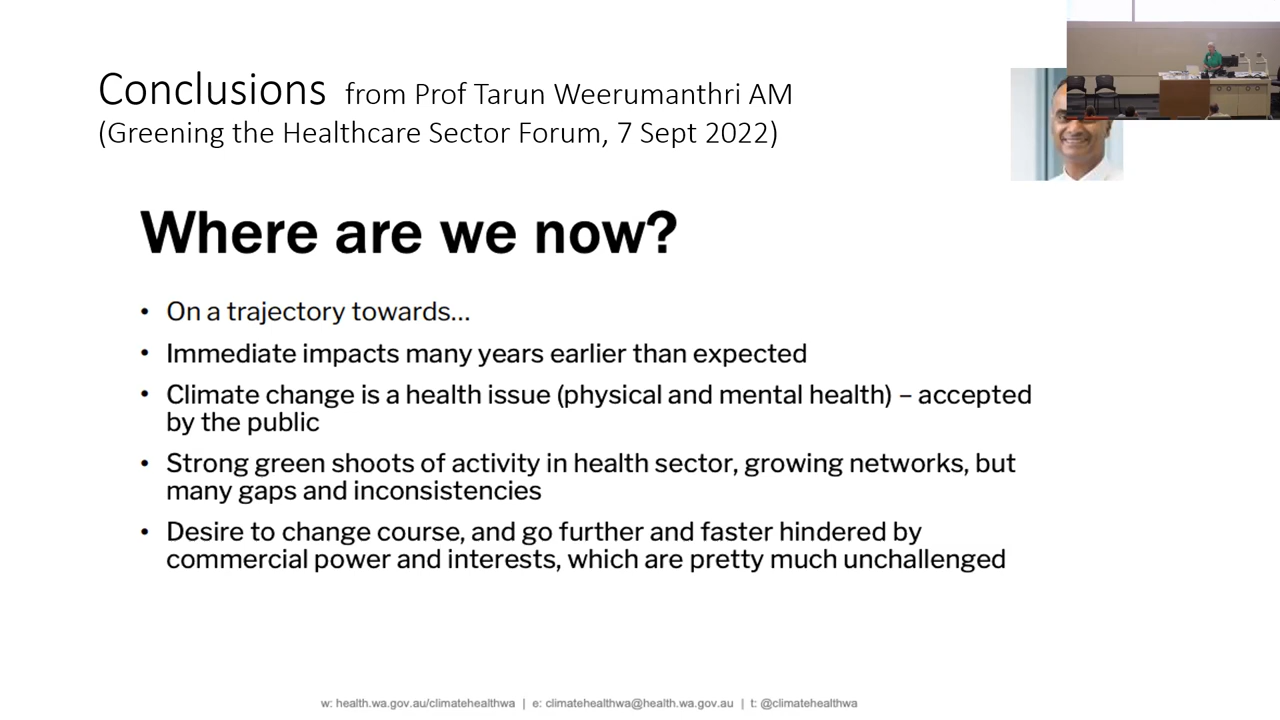 Conclusions from Prof Tarun Weerumanthri AM
(Greening the Healthcare Sector Forum, 7 Sept 2022)
Where are we now?
• On a trajectory towards...
• Immediate impacts many years earlier than expected
• Climate change is a health issue (physical and mental health) – accepted
by the public
• Strong green shoots of activity in health sector, growing networks, but
many gaps and inconsistencies
• Desire to change course, and go further and faster hindered by
commercial power and interests, which are pretty much unchallenged
w: health.wa.gov.au/climatehealthwa | e: climatehealthwa@health.wa.gov.au | t: @climatehealthwa